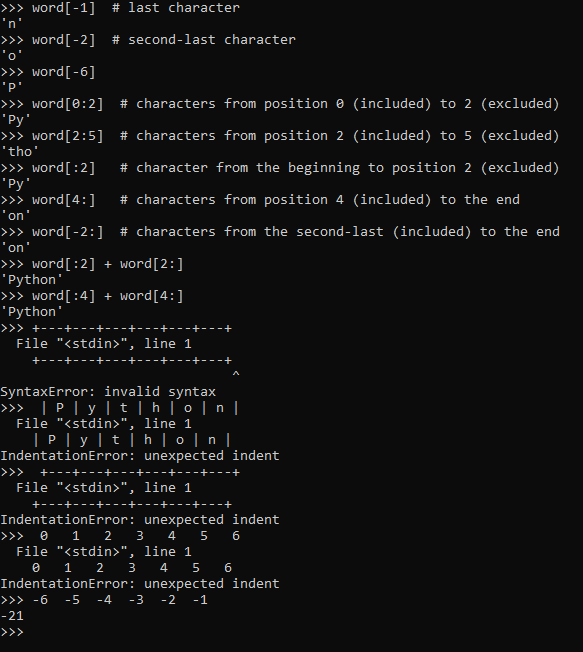 >>> word[-1]  # last character
'n'
>>> word[-2]  # second-last character
'o'
>>> word[-6]
'P'
>>> word[0:2]  # characters from position 0 (included) to 2 (excluded)
'Py'
>>> word[2:5]  # characters from position 2 (included) to 5 (excluded)
'tho'
>>> word[:2]   # character from the beginning to position 2 (excluded)
'Py'
>>> word[4:]   # characters from position 4 (included) to the end
'on'
>>> word[-2:]  # characters from the second-last (included) to the end
'on'
>>> word[:2] + word[2:]
'Python'
>>> word[:4] + word[4:]
'Python'
>>> +---+---+---+---+---+---+
  File "<stdin>", line 1
    +---+---+---+---+---+---+
                             ^
SyntaxError: invalid syntax
>>>  | P | y | t | h | o | n |
  File "<stdin>", line 1
    | P | y | t | h | o | n |
IndentationError: unexpected indent
>>>  +---+---+---+---+---+---+
  File "<stdin>", line 1
    +---+---+---+---+---+---+
IndentationError: unexpected indent
>>>  0   1   2   3   4   5   6
  File "<stdin>", line 1
    0   1   2   3   4   5   6
IndentationError: unexpected indent
>>> -6  -5  -4  -3  -2  -1
-21
>>>